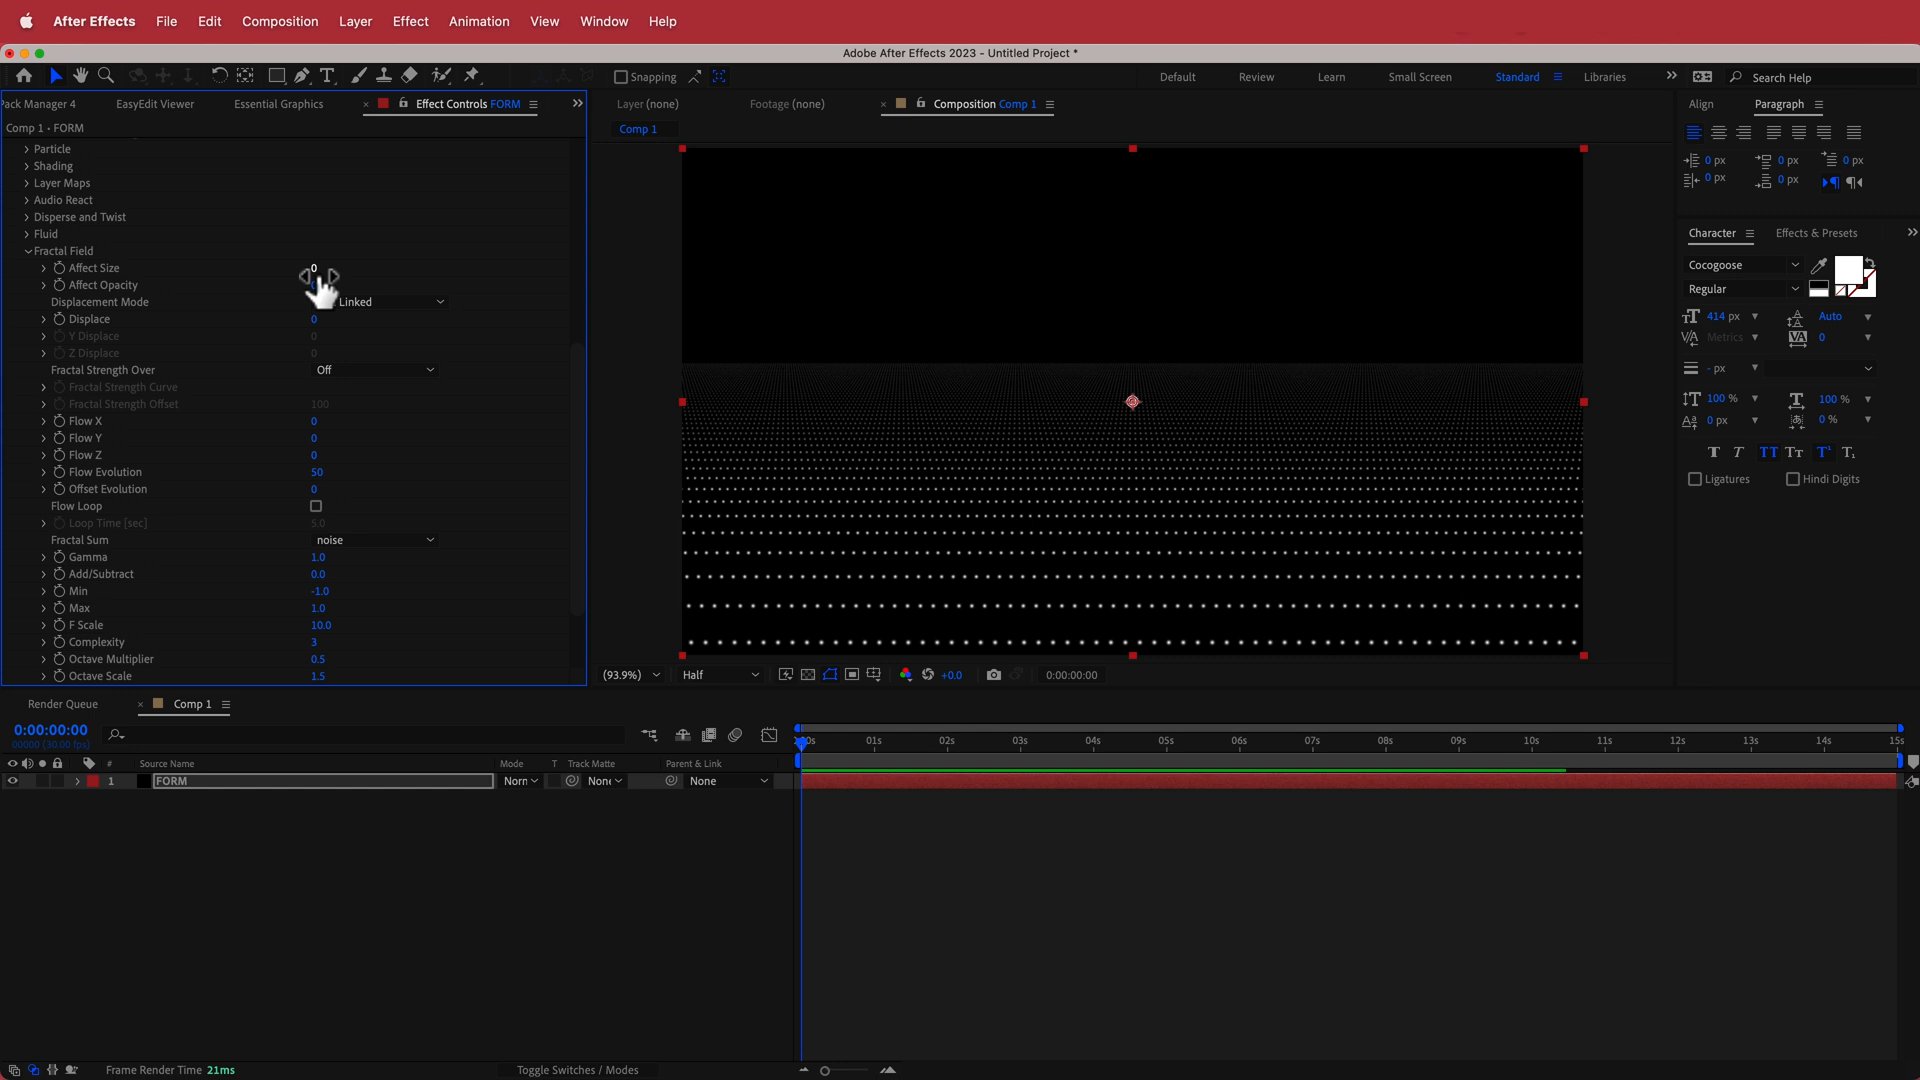 After Effects File Edit Composition Layer Effect Animation View Window Help
Adobe After Effects 2023 - Untitled Project *
Snapping Default Review Learn Small Screen Standard Libraries Search Help
ack Manager 4 EasyEdit Viewer Essential Graphics Effect Controls FORM Layer (none) Footage (none) Composition Comp 1 Align Paragraph
Comp 1 • FORM
Comp 1
Particle
Shading
Layer Maps
Audio React
Disperse and Twist
Fluid
Fractal Field
Affect Size 0
Affect Opacity
Displacement Mode Linked
Displace 0
Y Displace 0
Z Displace 0
Fractal Strength Over Off
Fractal Strength Curve
Fractal Strength Offset 100
Flow X 0
Flow Y 0
Flow Z 0
Flow Evolution 50
Offset Evolution 0
Flow Loop
Loop Time [sec] 5.0
Fractal Sum noise
Gamma 1.0
Add/Subtract 0.0
Min -1.0
Max 1.0
F Scale 10.0
Complexity 3
Octave Multiplier 0.5
Octave Scale 1.5
(93.9%) Half +0.0 0:00:00:00
0 px 0 px 0 px
0 px 0 px
Character Effects & Presets
Cocogoose
Regular
414 px Auto
Metrics 0
- px
100 % 100 %
0 px 0 %
T T TT Tт T¹ T₁
Ligatures Hindi Digits
Render Queue Comp 1
0:00:00:00
00000 (30.00 fps)
01s 02s 03s 04s 05s 06s 07s 08s 09s 10s 11s 12s 13s 14s 15s
# Source Name Mode T Track Matte Parent & Link
1 FORM Norn None None
Frame Render Time 21ms Toggle Switches / Modes